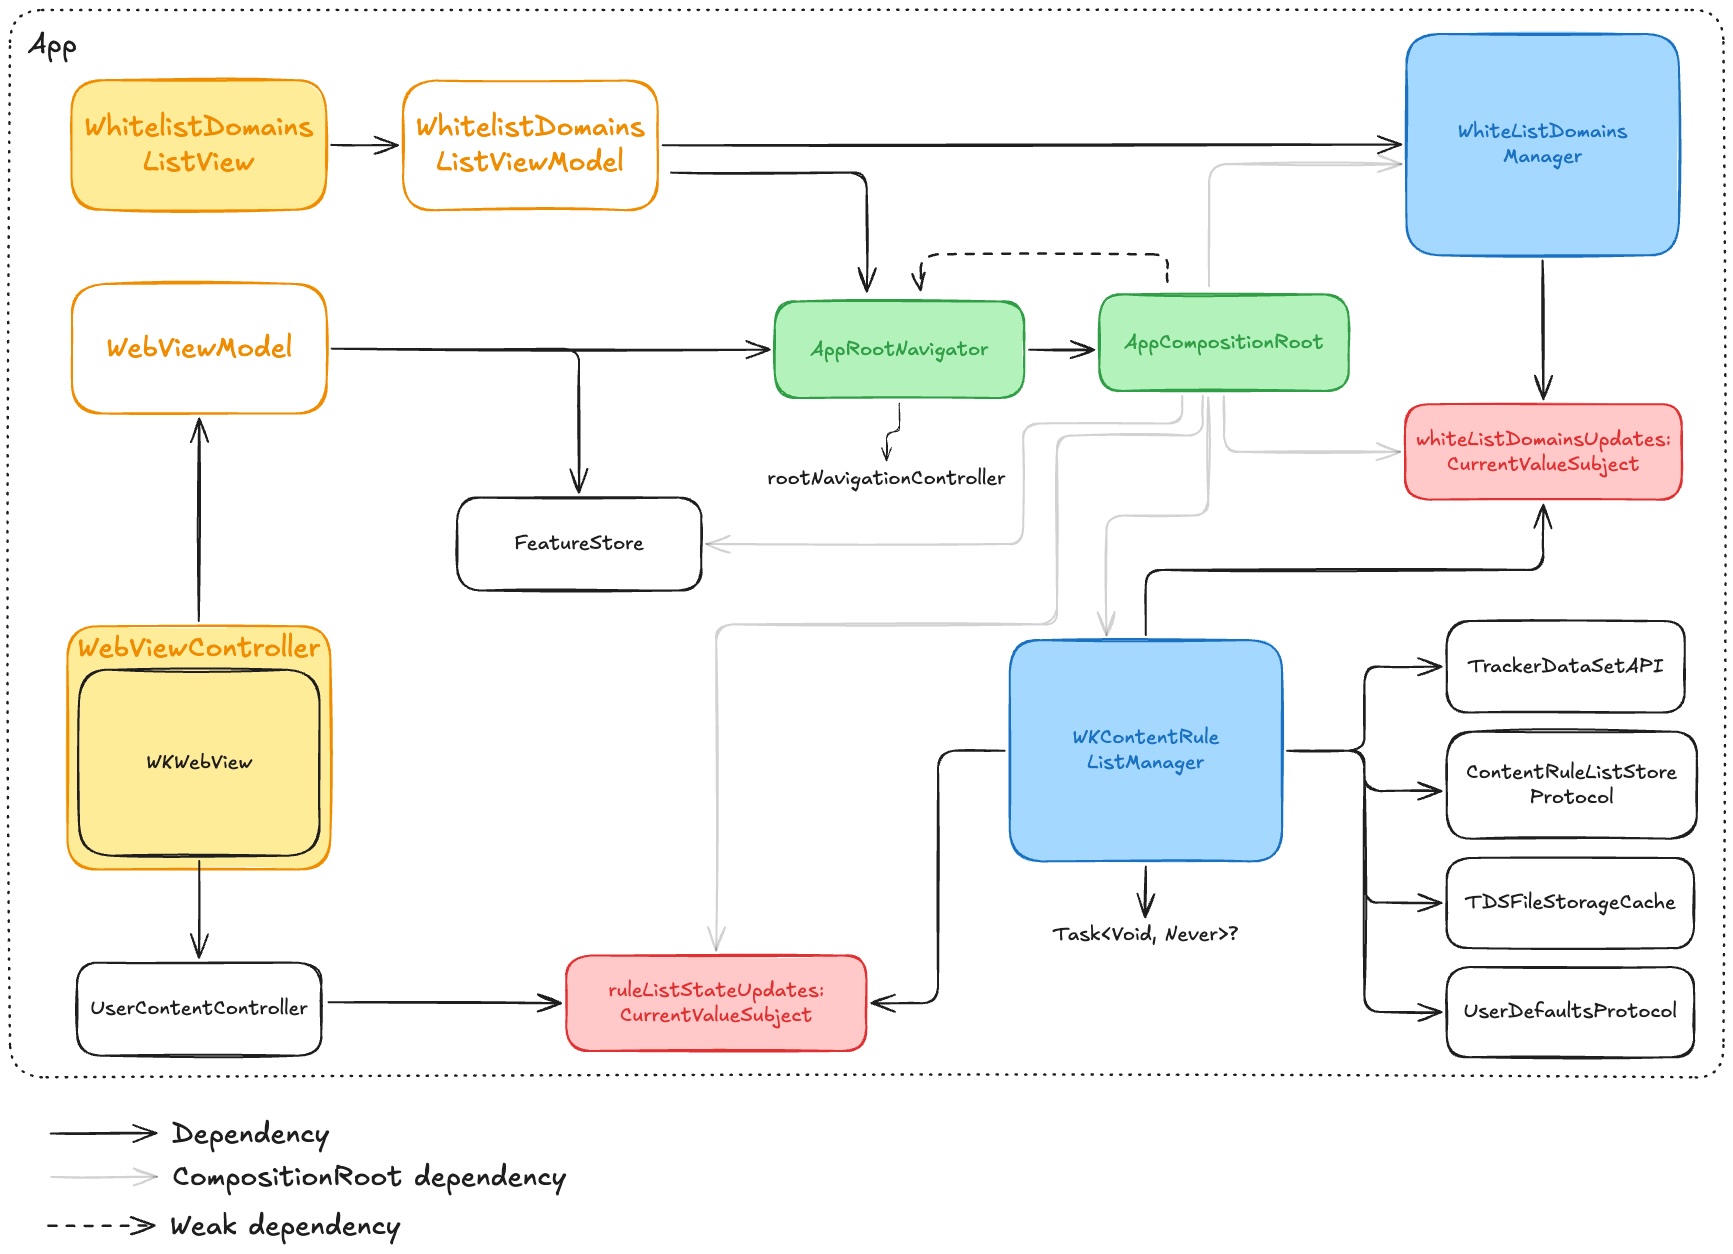 App
WhitelistDomains
ListView
WhitelistDomains
ListViewModel
WhiteListDomains
Manager
WebViewModel
AppRootNavigator
AppCompositionRoot
rootNavigationController
whiteListDomainsUpdates:
CurrentValueSubject
FeatureStore
WebViewController
WKWebView
WKContentRule
ListManager
TrackerDataSetAPI
ContentRuleListStore
Protocol
TDSFileStorageCache
UserDefaultsProtocol
Task<Void, Never>?
UserContentController
ruleListStateUpdates:
CurrentValueSubject
Dependency
CompositionRoot dependency
Weak dependency